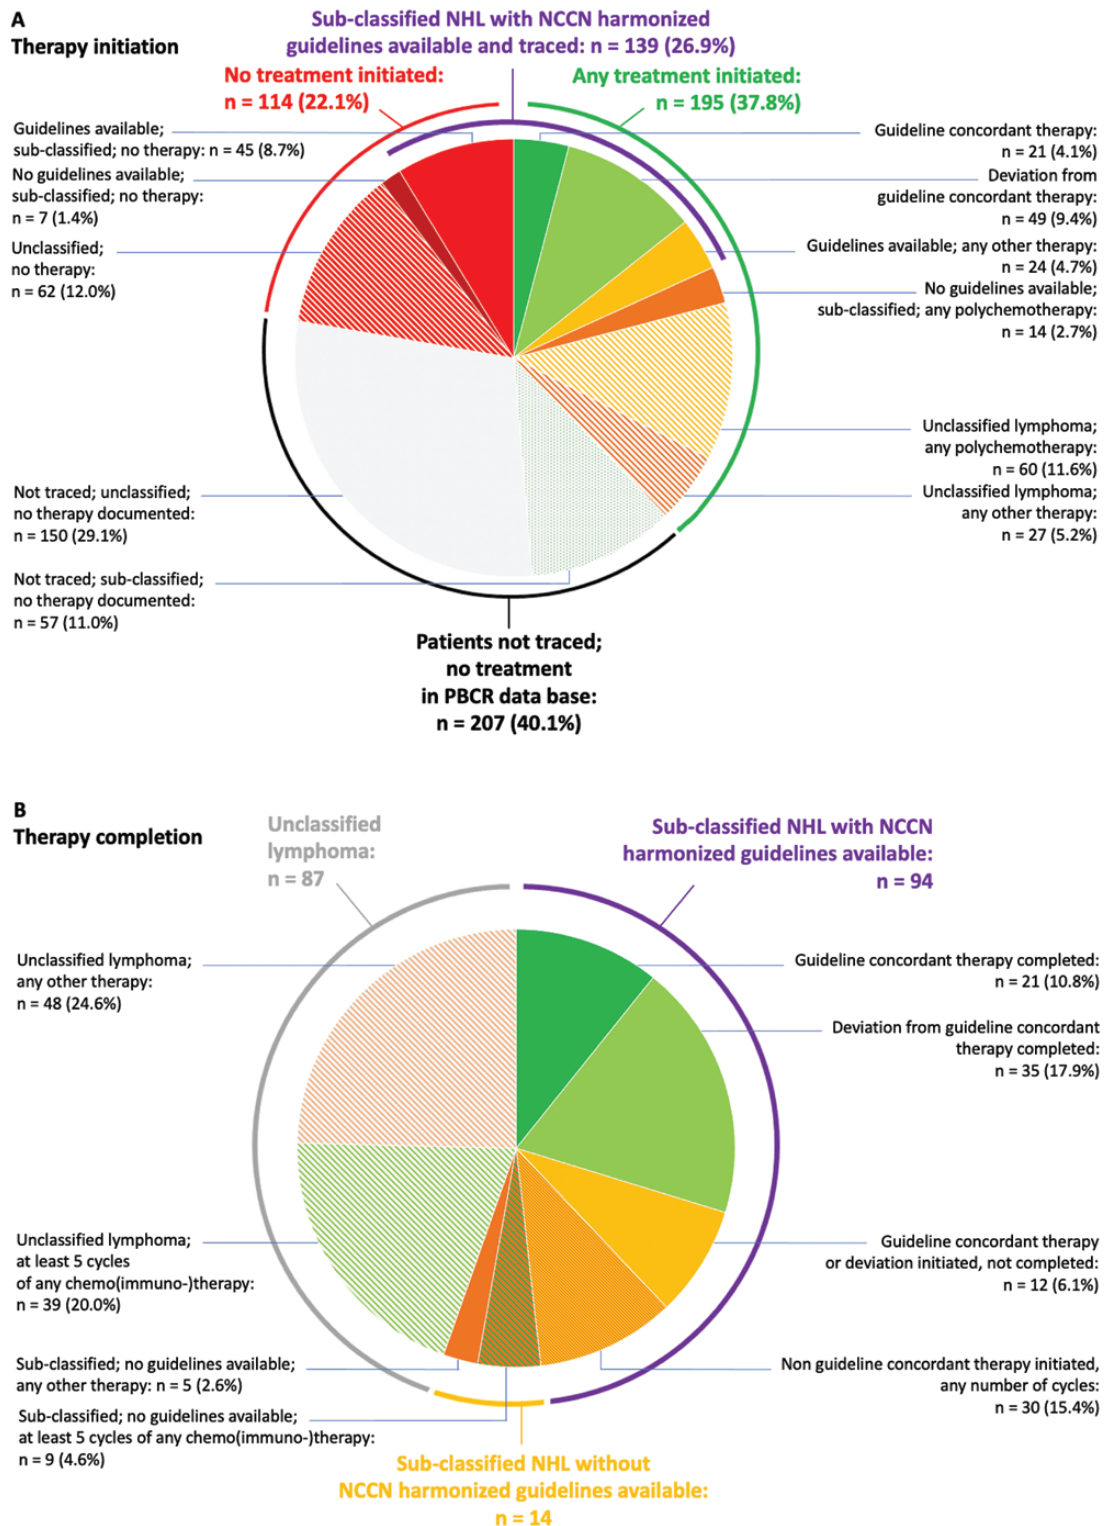 A
Therapy initiation
Sub-classified NHL with NCCN harmonized
guidelines available and traced: n = 139 (26.9%)
No treatment initiated:
n = 114 (22.1%)
Any treatment initiated:
n = 195 (37.8%)
Guidelines available;
sub-classified; no therapy: n = 45 (8.7%)
No guidelines available;
sub-classified; no therapy:
n = 7 (1.4%)
Unclassified;
no therapy:
n = 62 (12.0%)
Not traced; unclassified;
no therapy documented:
n = 150 (29.1%)
Not traced; sub-classified;
no therapy documented:
n = 57 (11.0%)
Guideline concordant therapy:
n = 21 (4.1%)
Deviation from
guideline concordant therapy:
n = 49 (9.4%)
Guidelines available; any other therapy:
n = 24 (4.7%)
No guidelines available;
sub-classified; any polychemotherapy:
n = 14 (2.7%)
Unclassified lymphoma;
any polychemotherapy:
n = 60 (11.6%)
Unclassified lymphoma;
any other therapy:
n = 27 (5.2%)
Patients not traced;
no treatment
in PBCR data base:
n = 207 (40.1%)
B
Therapy completion
Unclassified
lymphoma:
n = 87
Sub-classified NHL with NCCN
harmonized guidelines available:
n = 94
Unclassified lymphoma;
any other therapy:
n = 48 (24.6%)
Unclassified lymphoma;
at least 5 cycles
of any chemo(immuno-)therapy:
n = 39 (20.0%)
Sub-classified; no guidelines available;
any other therapy: n = 5 (2.6%)
Sub-classified; no guidelines available;
at least 5 cycles of any chemo(immuno-)therapy:
n = 9 (4.6%)
Guideline concordant therapy completed:
n = 21 (10.8%)
Deviation from guideline concordant
therapy completed:
n = 35 (17.9%)
Guideline concordant therapy
or deviation initiated, not completed:
n = 12 (6.1%)
Non guideline concordant therapy initiated,
any number of cycles:
n = 30 (15.4%)
Sub-classified NHL without
NCCN harmonized guidelines available:
n = 14